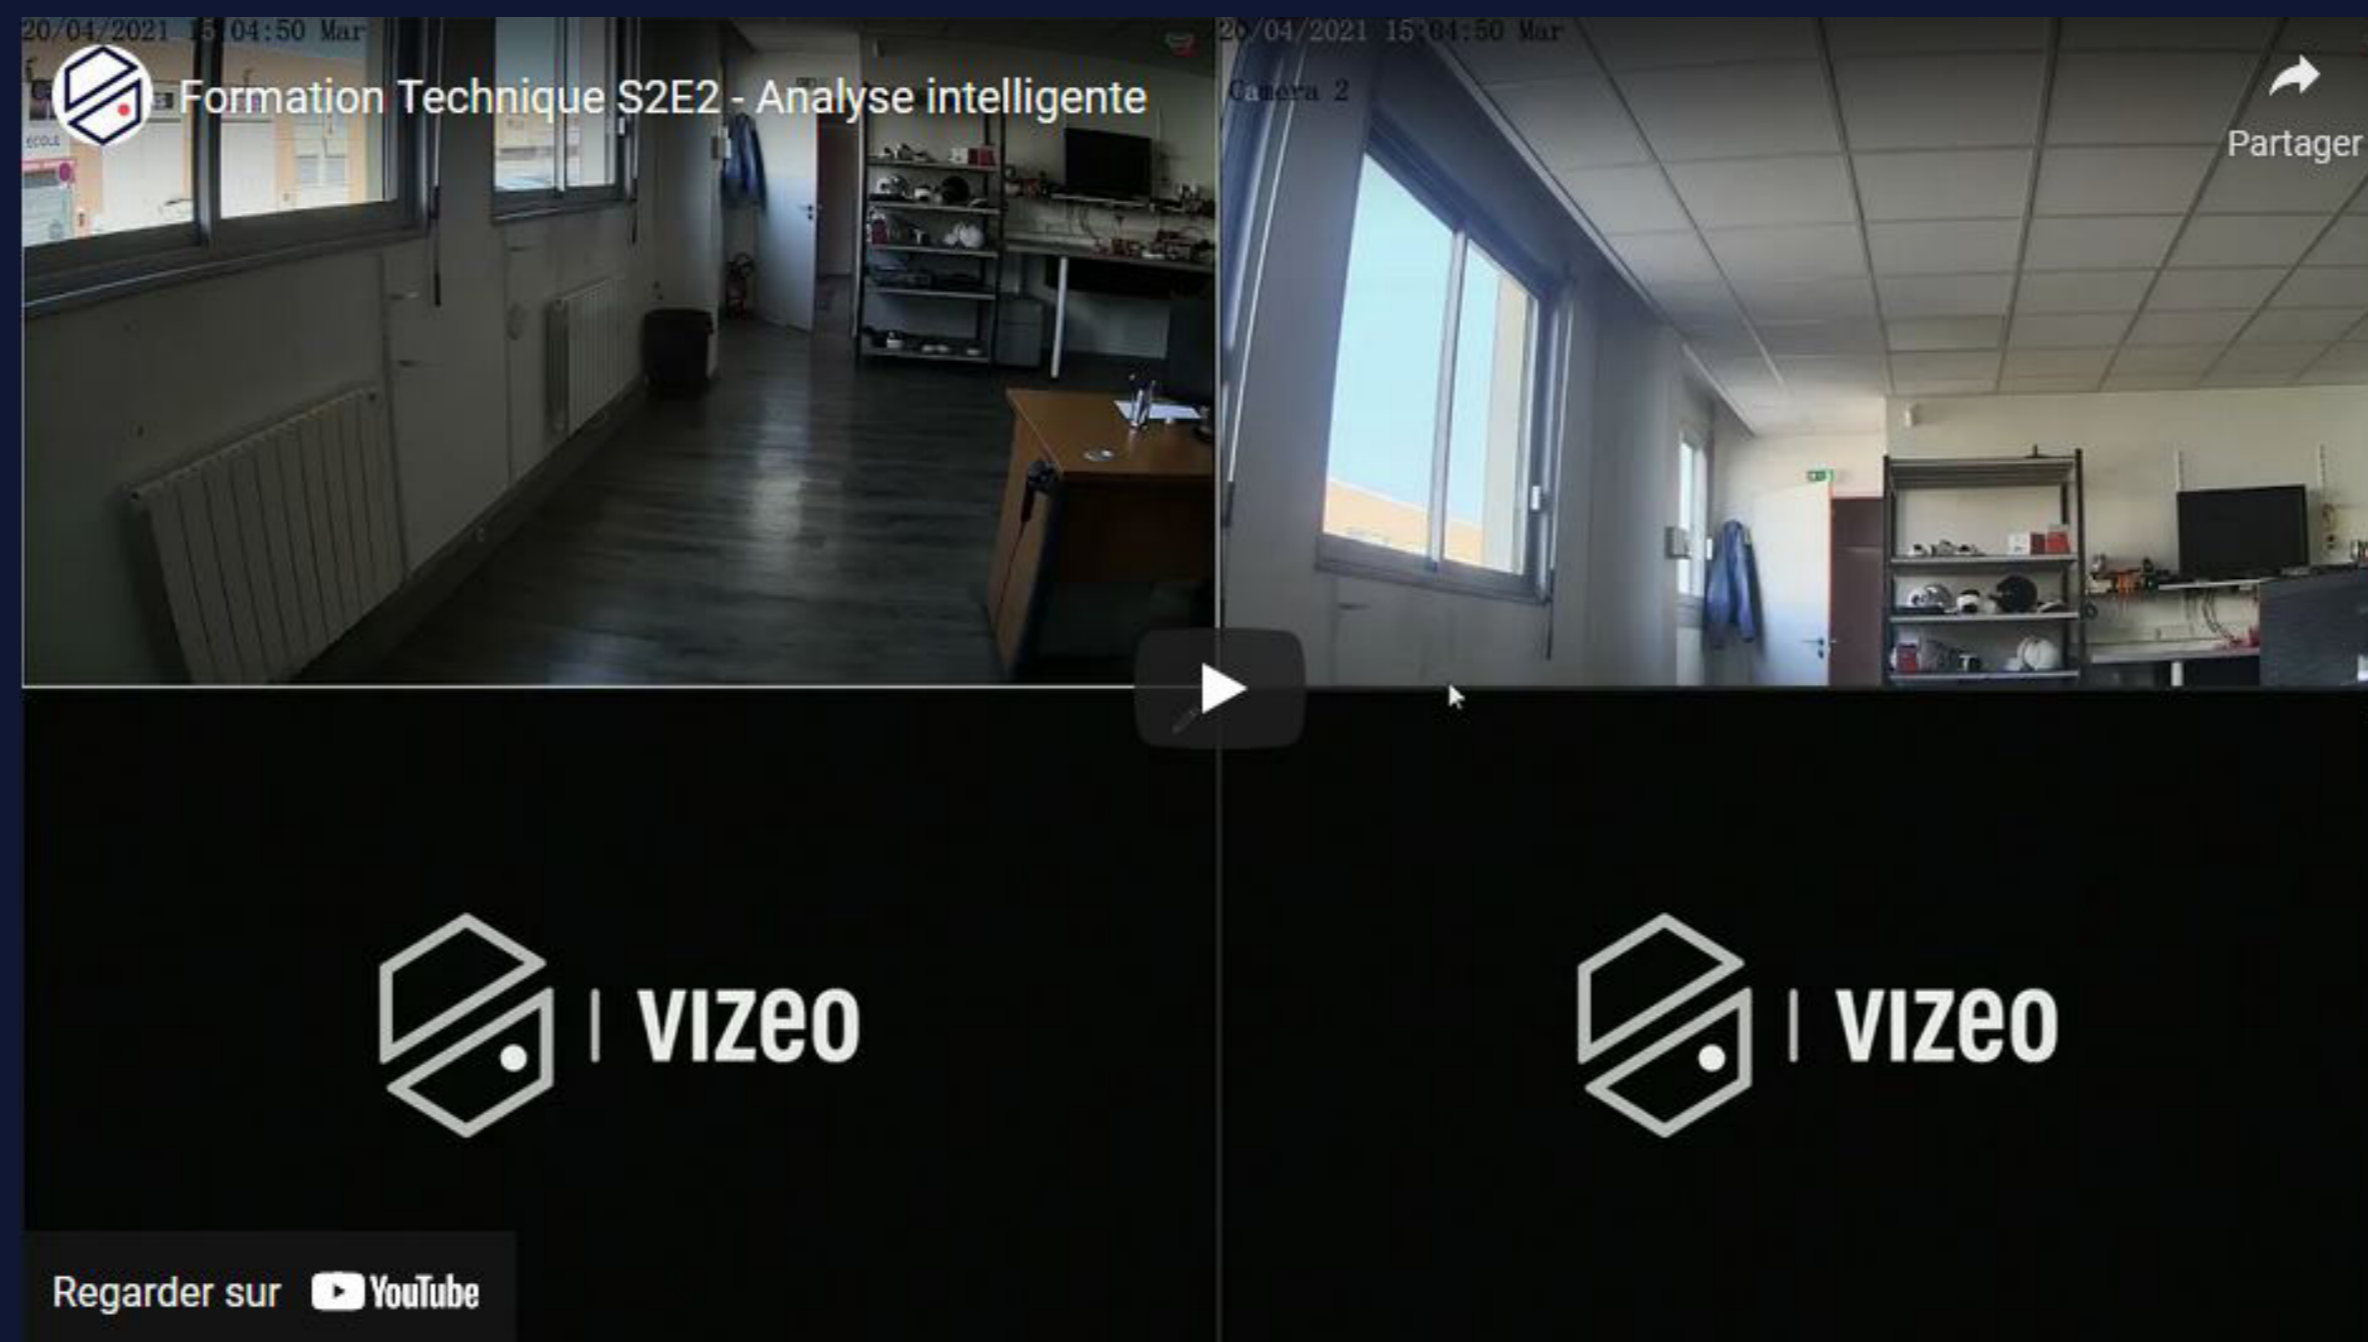 20/04/2021 15:04:50 Mar
20/04/2021 15:04:50 Mar
Formation Technique S2E2 - Analyse intelligente
Camera 2
Partager
ECOLE
VIZEO
VIZEO
Regarder sur YouTube